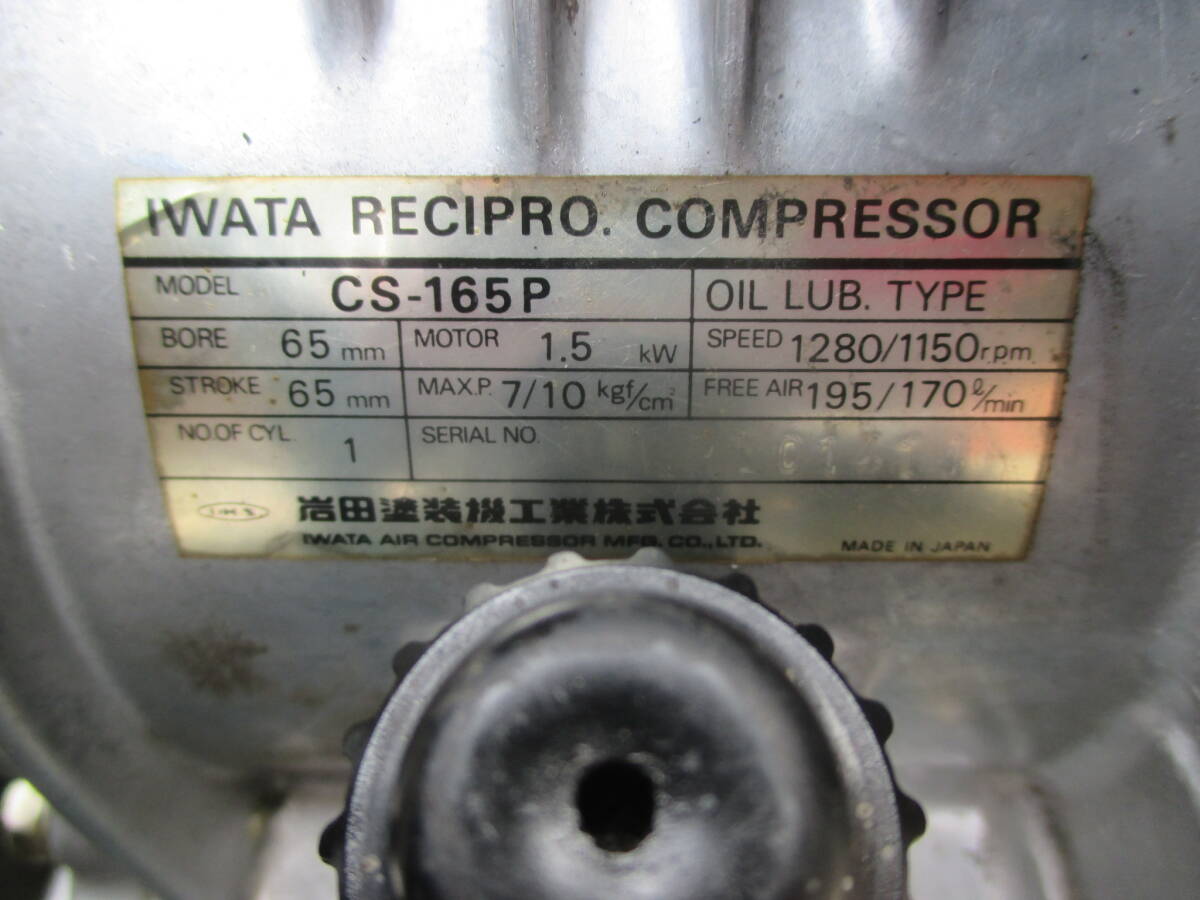 IWATA RECIPRO. COMPRESSOR
MODEL CS-165P OIL LUB. TYPE
BORE 65 mm MOTOR 1.5 kW SPEED 1280/1150 r.p.m.
STROKE 65 mm MAX.P. 7/10 kgf/cm² FREE AIR 195/170 ℓ/min
NO.OF CYL. 1 SERIAL NO.
岩田塗装機工業株式会社
IWATA AIR COMPRESSOR MFG. CO., LTD. MADE IN JAPAN